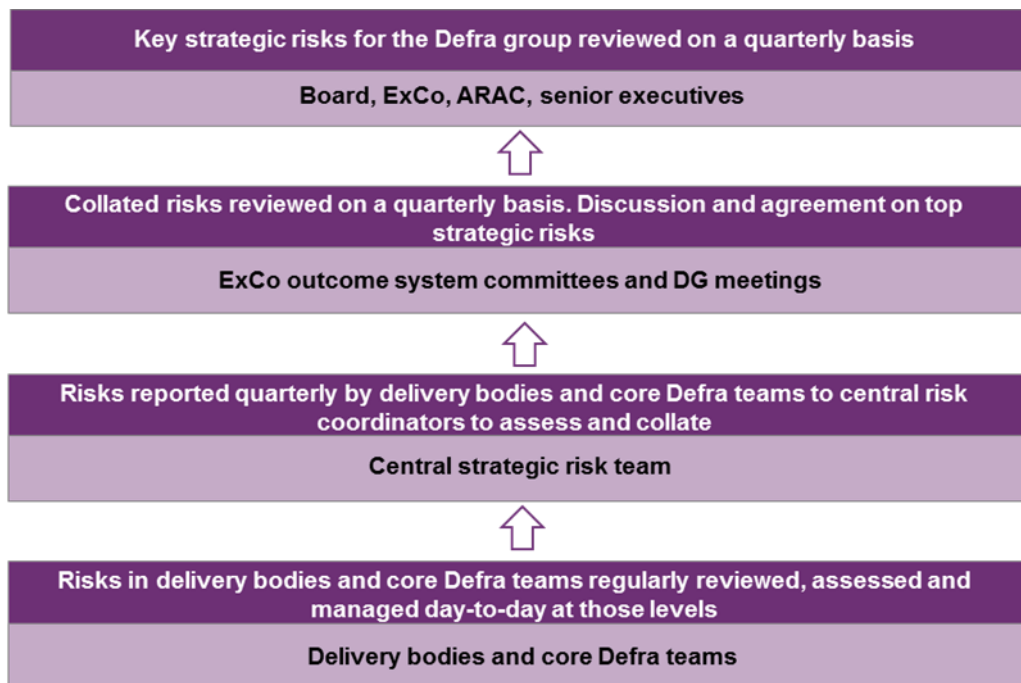 Key strategic risks for the Defra group reviewed on a quarterly basis
Board, ExCo, ARAC, senior executives
Collated risks reviewed on a quarterly basis. Discussion and agreement on top
strategic risks
ExCo outcome system committees and DG meetings
Risks reported quarterly by delivery bodies and core Defra teams to central risk
coordinators to assess and collate
Central strategic risk team
Risks in delivery bodies and core Defra teams regularly reviewed, assessed and
managed day-to-day at those levels
Delivery bodies and core Defra teams